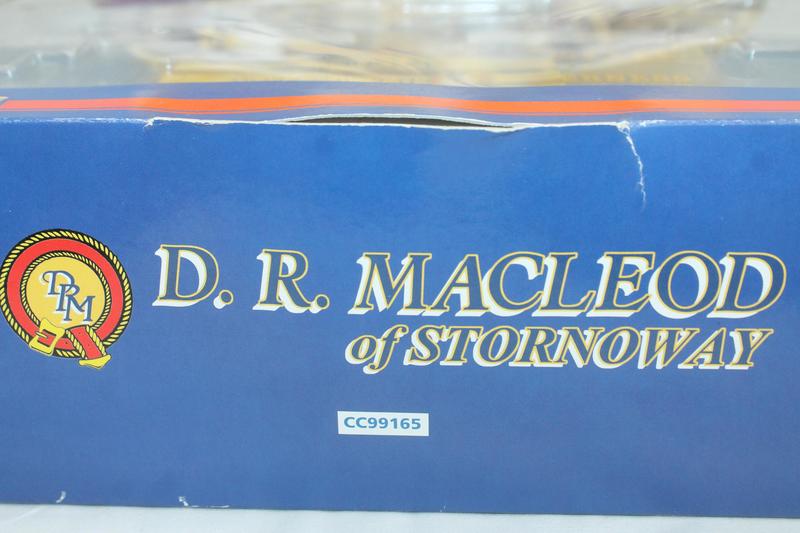 DRM
D. R. MACLEOD
of STORNOWAY
CC99165